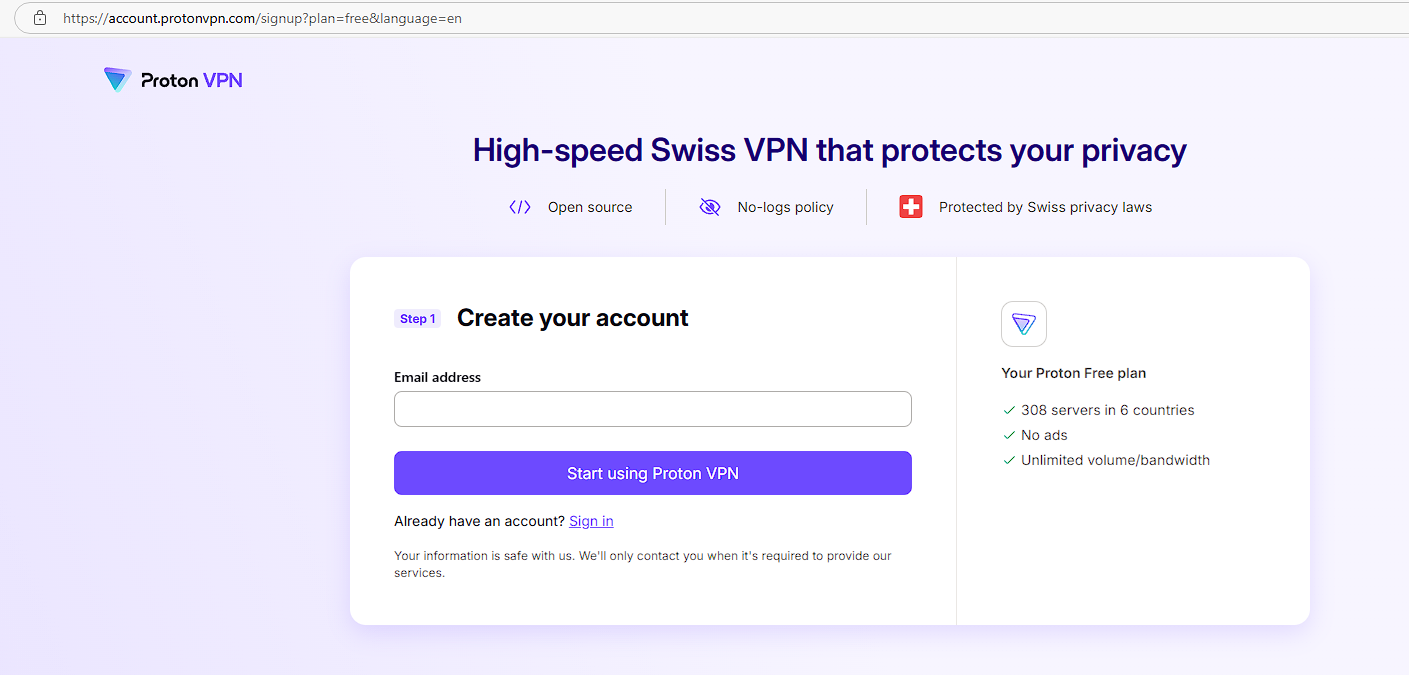 https://account.protonvpn.com/signup?plan=free&language=en
Proton VPN
High-speed Swiss VPN that protects your privacy
Open source
No-logs policy
Protected by Swiss privacy laws
Step 1
Create your account
Email address
Start using Proton VPN
Already have an account? Sign in
Your information is safe with us. We'll only contact you when it's required to provide our
services.
Your Proton Free plan
308 servers in 6 countries
No ads
Unlimited volume/bandwidth